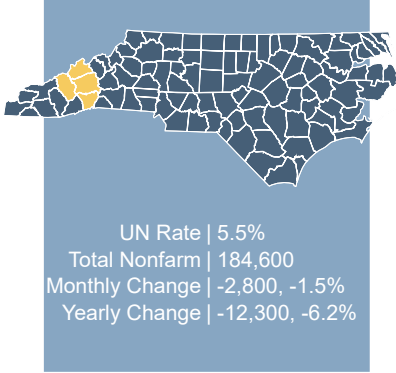 UN Rate | 5.5%
Total Nonfarm | 184,600
Monthly Change | -2,800, -1.5%
Yearly Change | -12,300, -6.2%